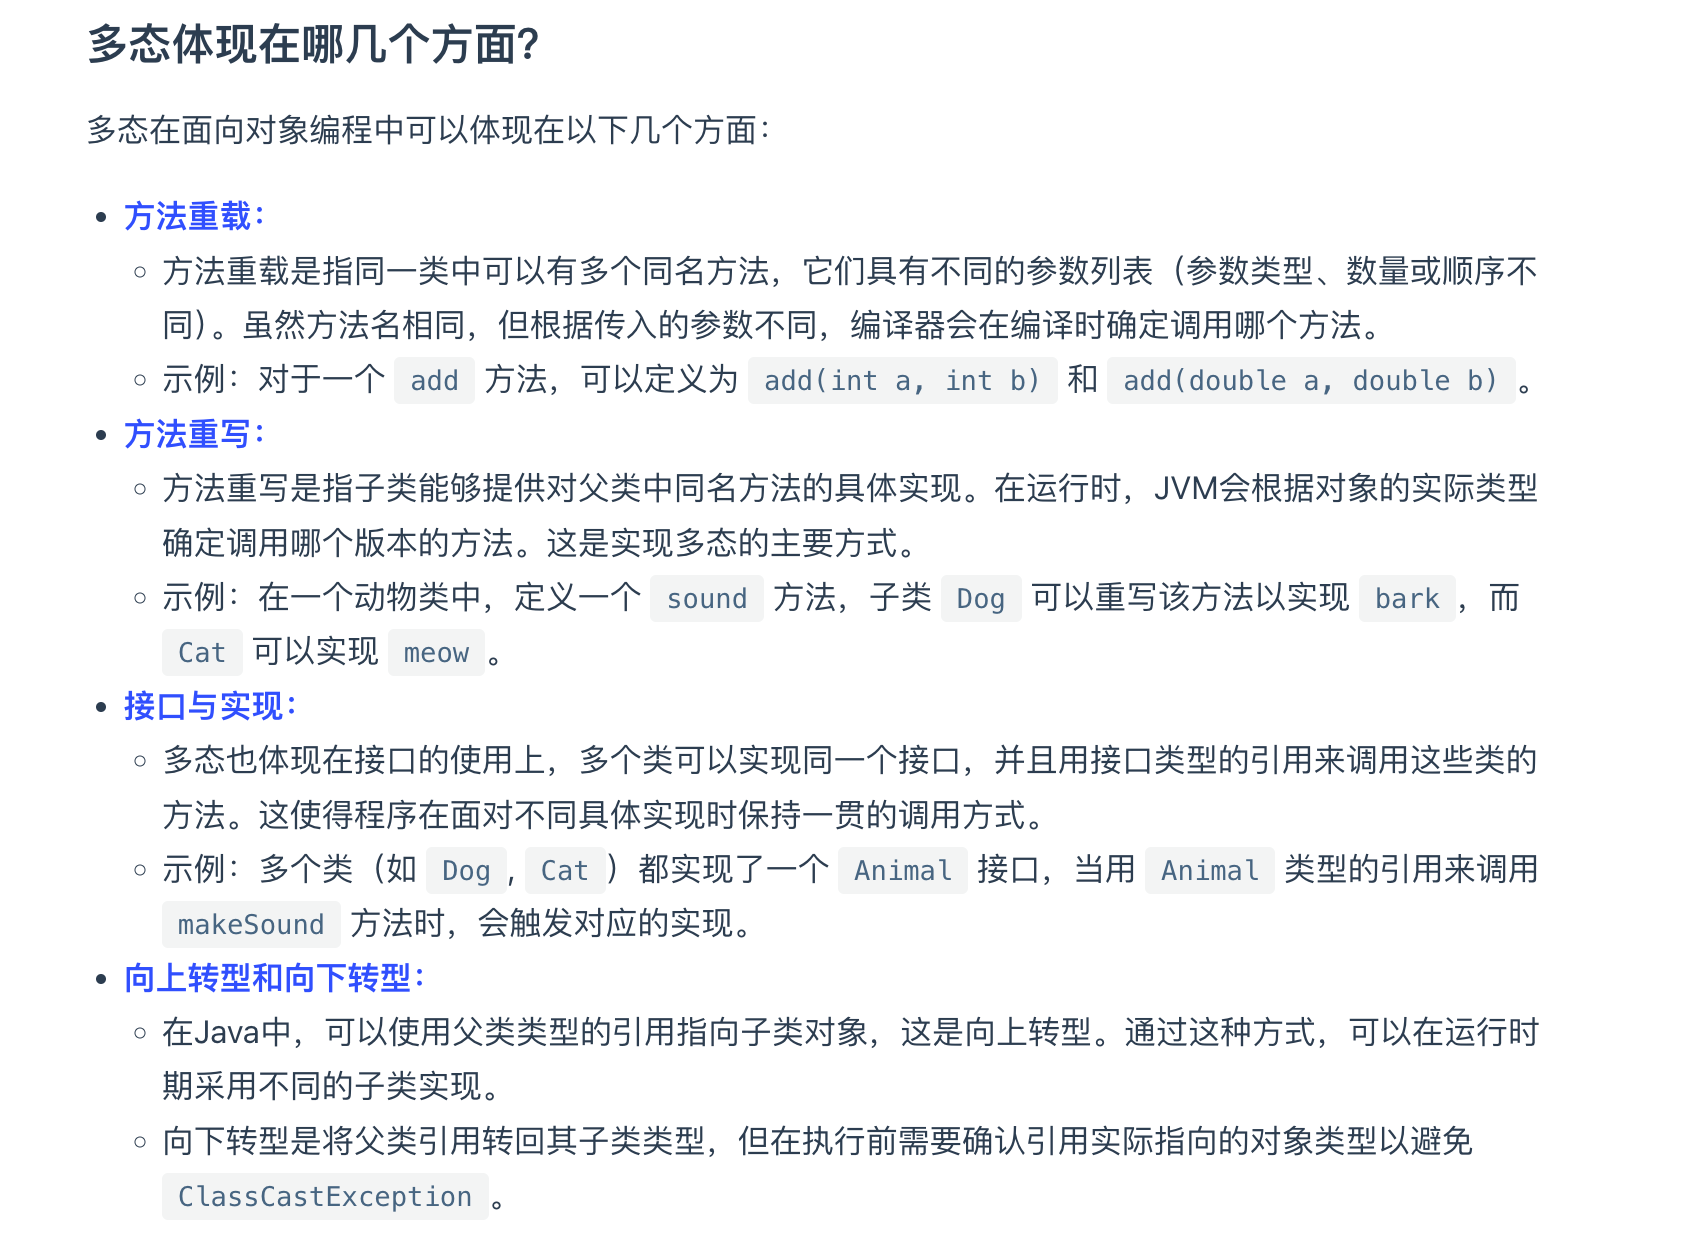 多态体现在哪几个方面？
多态在面向对象编程中可以体现在以下几个方面：
• 方法重载：
◦ 方法重载是指同一类中可以有多个同名方法，它们具有不同的参数列表（参数类型、数量或顺序不
同）。虽然方法名相同，但根据传入的参数不同，编译器会在编译时确定调用哪个方法。
◦ 示例：对于一个 add 方法，可以定义为 add(int a, int b) 和 add(double a, double b) 。
• 方法重写：
◦ 方法重写是指子类能够提供对父类中同名方法的具体实现。在运行时，JVM会根据对象的实际类型
确定调用哪个版本的方法。这是实现多态的主要方式。
◦ 示例：在一个动物类中，定义一个 sound 方法，子类 Dog 可以重写该方法以实现 bark ，而
Cat 可以实现 meow 。
• 接口与实现：
◦ 多态也体现在接口的使用上，多个类可以实现同一个接口，并且用接口类型的引用来调用这些类的
方法。这使得程序在面对不同具体实现时保持一贯的调用方式。
◦ 示例：多个类（如 Dog , Cat ）都实现了一个 Animal 接口，当用 Animal 类型的引用来调用
makeSound 方法时，会触发对应的实现。
• 向上转型和向下转型：
◦ 在Java中，可以使用父类类型的引用指向子类对象，这是向上转型。通过这种方式，可以在运行时
期采用不同的子类实现。
◦ 向下转型是将父类引用转回其子类类型，但在执行前需要确认引用实际指向的对象类型以避免
ClassCastException 。